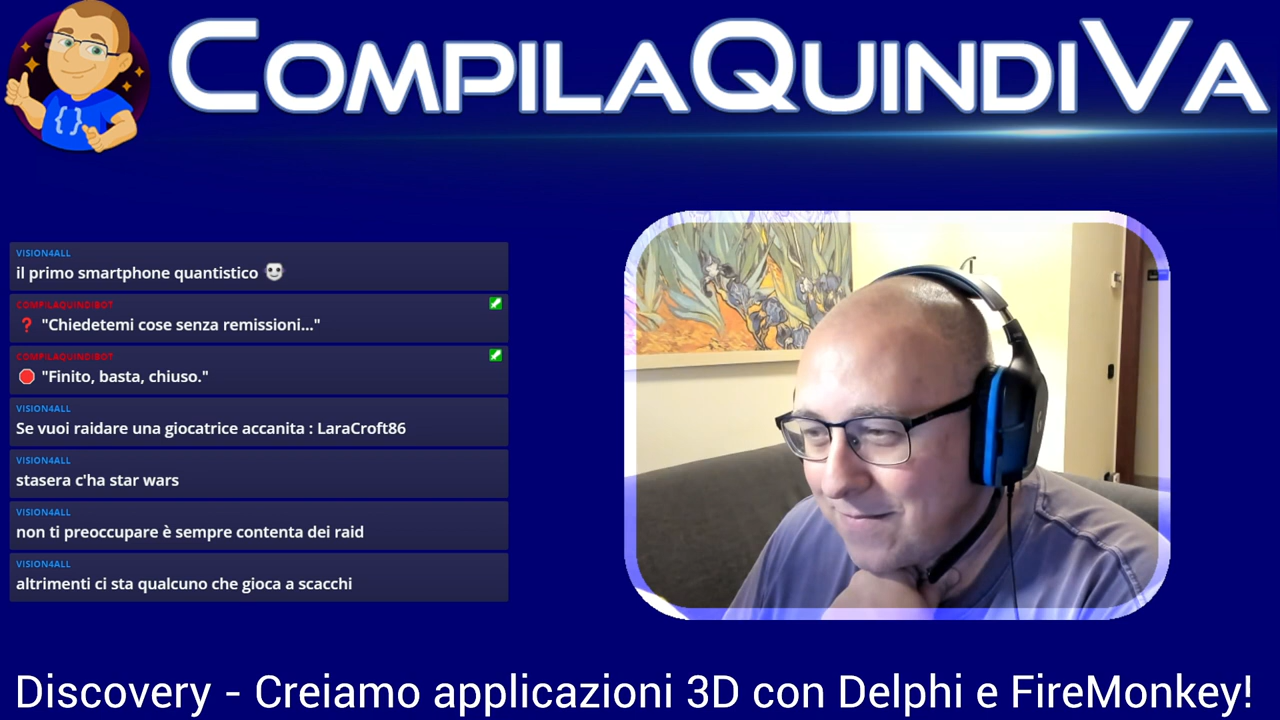 COMPILAQUINDIVA
VISION4ALL
il primo smartphone quantistico
COMPILAQUINDIBOT
"Chiedetemi cose senza remissioni..."
COMPILAQUINDIBOT
"Finito, basta, chiuso."
VISION4ALL
Se vuoi raidare una giocatrice accanita : LaraCroft86
VISION4ALL
stasera c'ha star wars
VISION4ALL
non ti preoccupare è sempre contenta dei raid
VISION4ALL
altrimenti ci sta qualcuno che gioca a scacchi
Discovery - Creiamo applicazioni 3D con Delphi e FireMonkey!